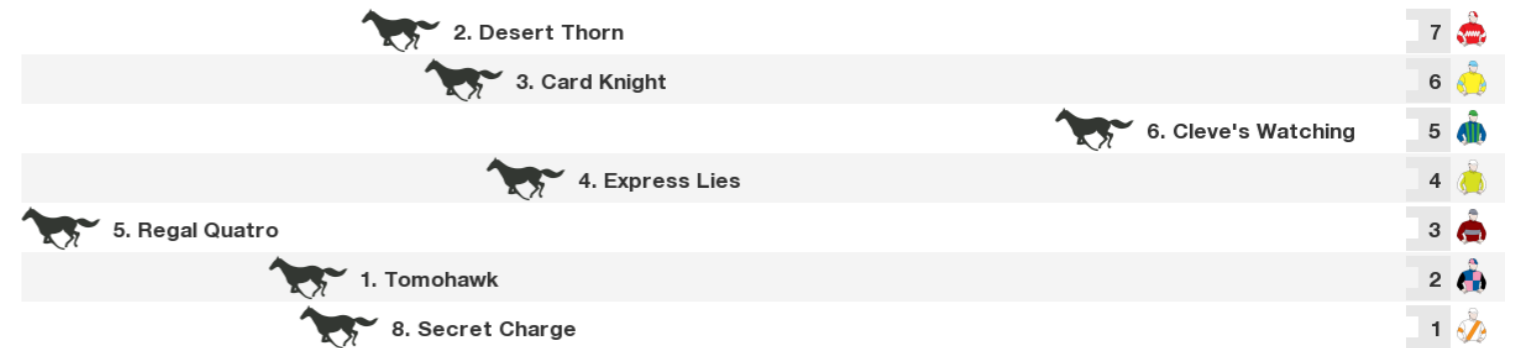 2. Desert Thorn 7
3. Card Knight 6
6. Cleve's Watching 5
4. Express Lies 4
5. Regal Quatro 3
1. Tomohawk 2
8. Secret Charge 1